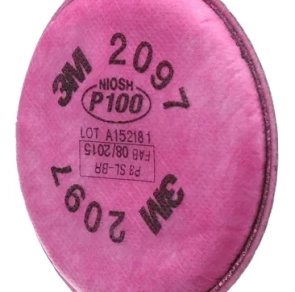 3M 2097
NIOSH
P100
LOT A152181
FAB 08/2015
P3 SL-BR
3M 2097